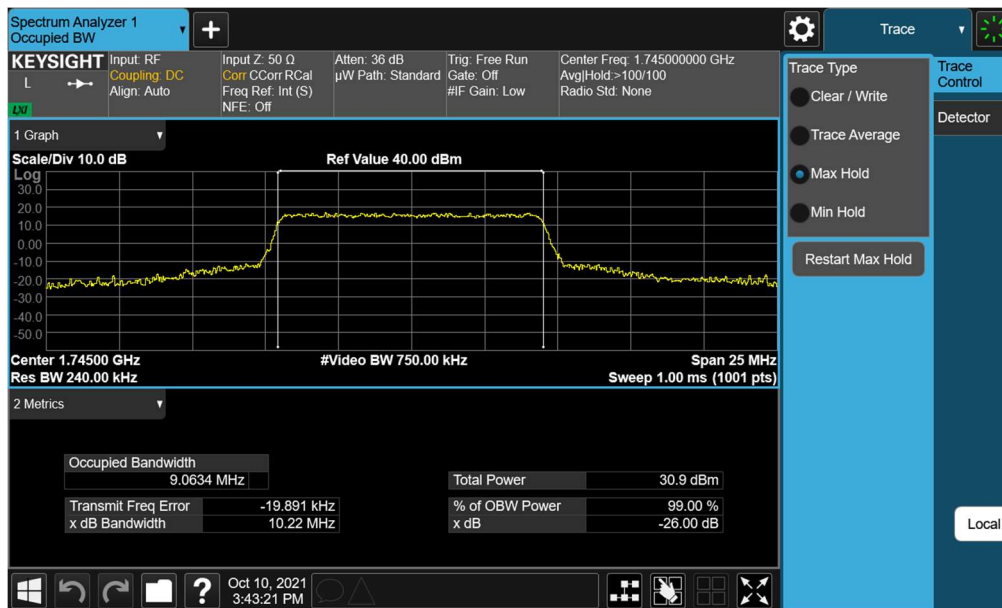 Spectrum Analyzer 1
Occupied BW
Trace
KEYSIGHT
L
LXI
Input: RF
Coupling: DC
Align: Auto
Input Z: 50 Ω
Corr CCorr RCal
Freq Ref: Int (S)
NFE: Off
Atten: 36 dB
µW Path: Standard
Trig: Free Run
Gate: Off
#IF Gain: Low
Center Freq: 1.745000000 GHz
Avg|Hold:>100/100
Radio Std: None
1 Graph
Scale/Div 10.0 dB
Ref Value 40.00 dBm
Log
30.0
20.0
10.0
0.00
-10.0
-20.0
-30.0
-40.0
-50.0
Center 1.74500 GHz
#Video BW 750.00 kHz
Span 25 MHz
Res BW 240.00 kHz
Sweep 1.00 ms (1001 pts)
2 Metrics
Occupied Bandwidth
9.0634 MHz
Total Power 30.9 dBm
Transmit Freq Error -19.891 kHz
% of OBW Power 99.00 %
x dB Bandwidth 10.22 MHz
x dB -26.00 dB
Trace Type
Clear / Write
Trace Average
Max Hold
Min Hold
Restart Max Hold
Trace
Control
Detector
Local
?
Oct 10, 2021
3:43:21 PM